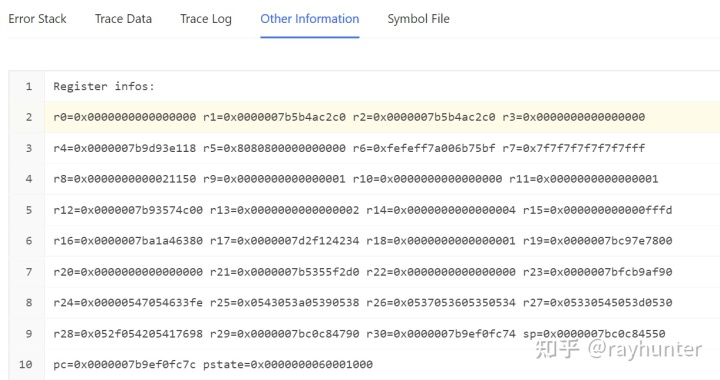 Error Stack Trace Data Trace Log Other Information Symbol File
1 Register infos:
2 r0=0x0000000000000000 r1=0x0000007b5b4ac2c0 r2=0x0000007b5b4ac2c0 r3=0x0000000000000000
3 r4=0x0000007b9d93e118 r5=0x8080800000000000 r6=0xfefeff7a006b75bf r7=0x7f7f7f7f7f7f7fff
4 r8=0x0000000000021150 r9=0x0000000000000001 r10=0x0000000000000000 r11=0x0000000000000001
5 r12=0x0000007b93574c00 r13=0x0000000000000002 r14=0x0000000000000004 r15=0x000000000000fffd
6 r16=0x0000007ba1a46380 r17=0x0000007d2f124234 r18=0x0000000000000001 r19=0x0000007bc97e7800
7 r20=0x0000000000000000 r21=0x0000007b5355f2d0 r22=0x0000000000000000 r23=0x0000007bfcb9af90
8 r24=0x00000547054633fe r25=0x0543053a05390538 r26=0x0537053605350534 r27=0x05330545053d0530
9 r28=0x052f054205417698 r29=0x0000007bc0c84790 r30=0x0000007b9ef0fc74 sp=0x0000007bc0c84550
10 pc=0x0000007b9ef0fc7c pstate=0x0000000060001000
知乎 @rayhunter